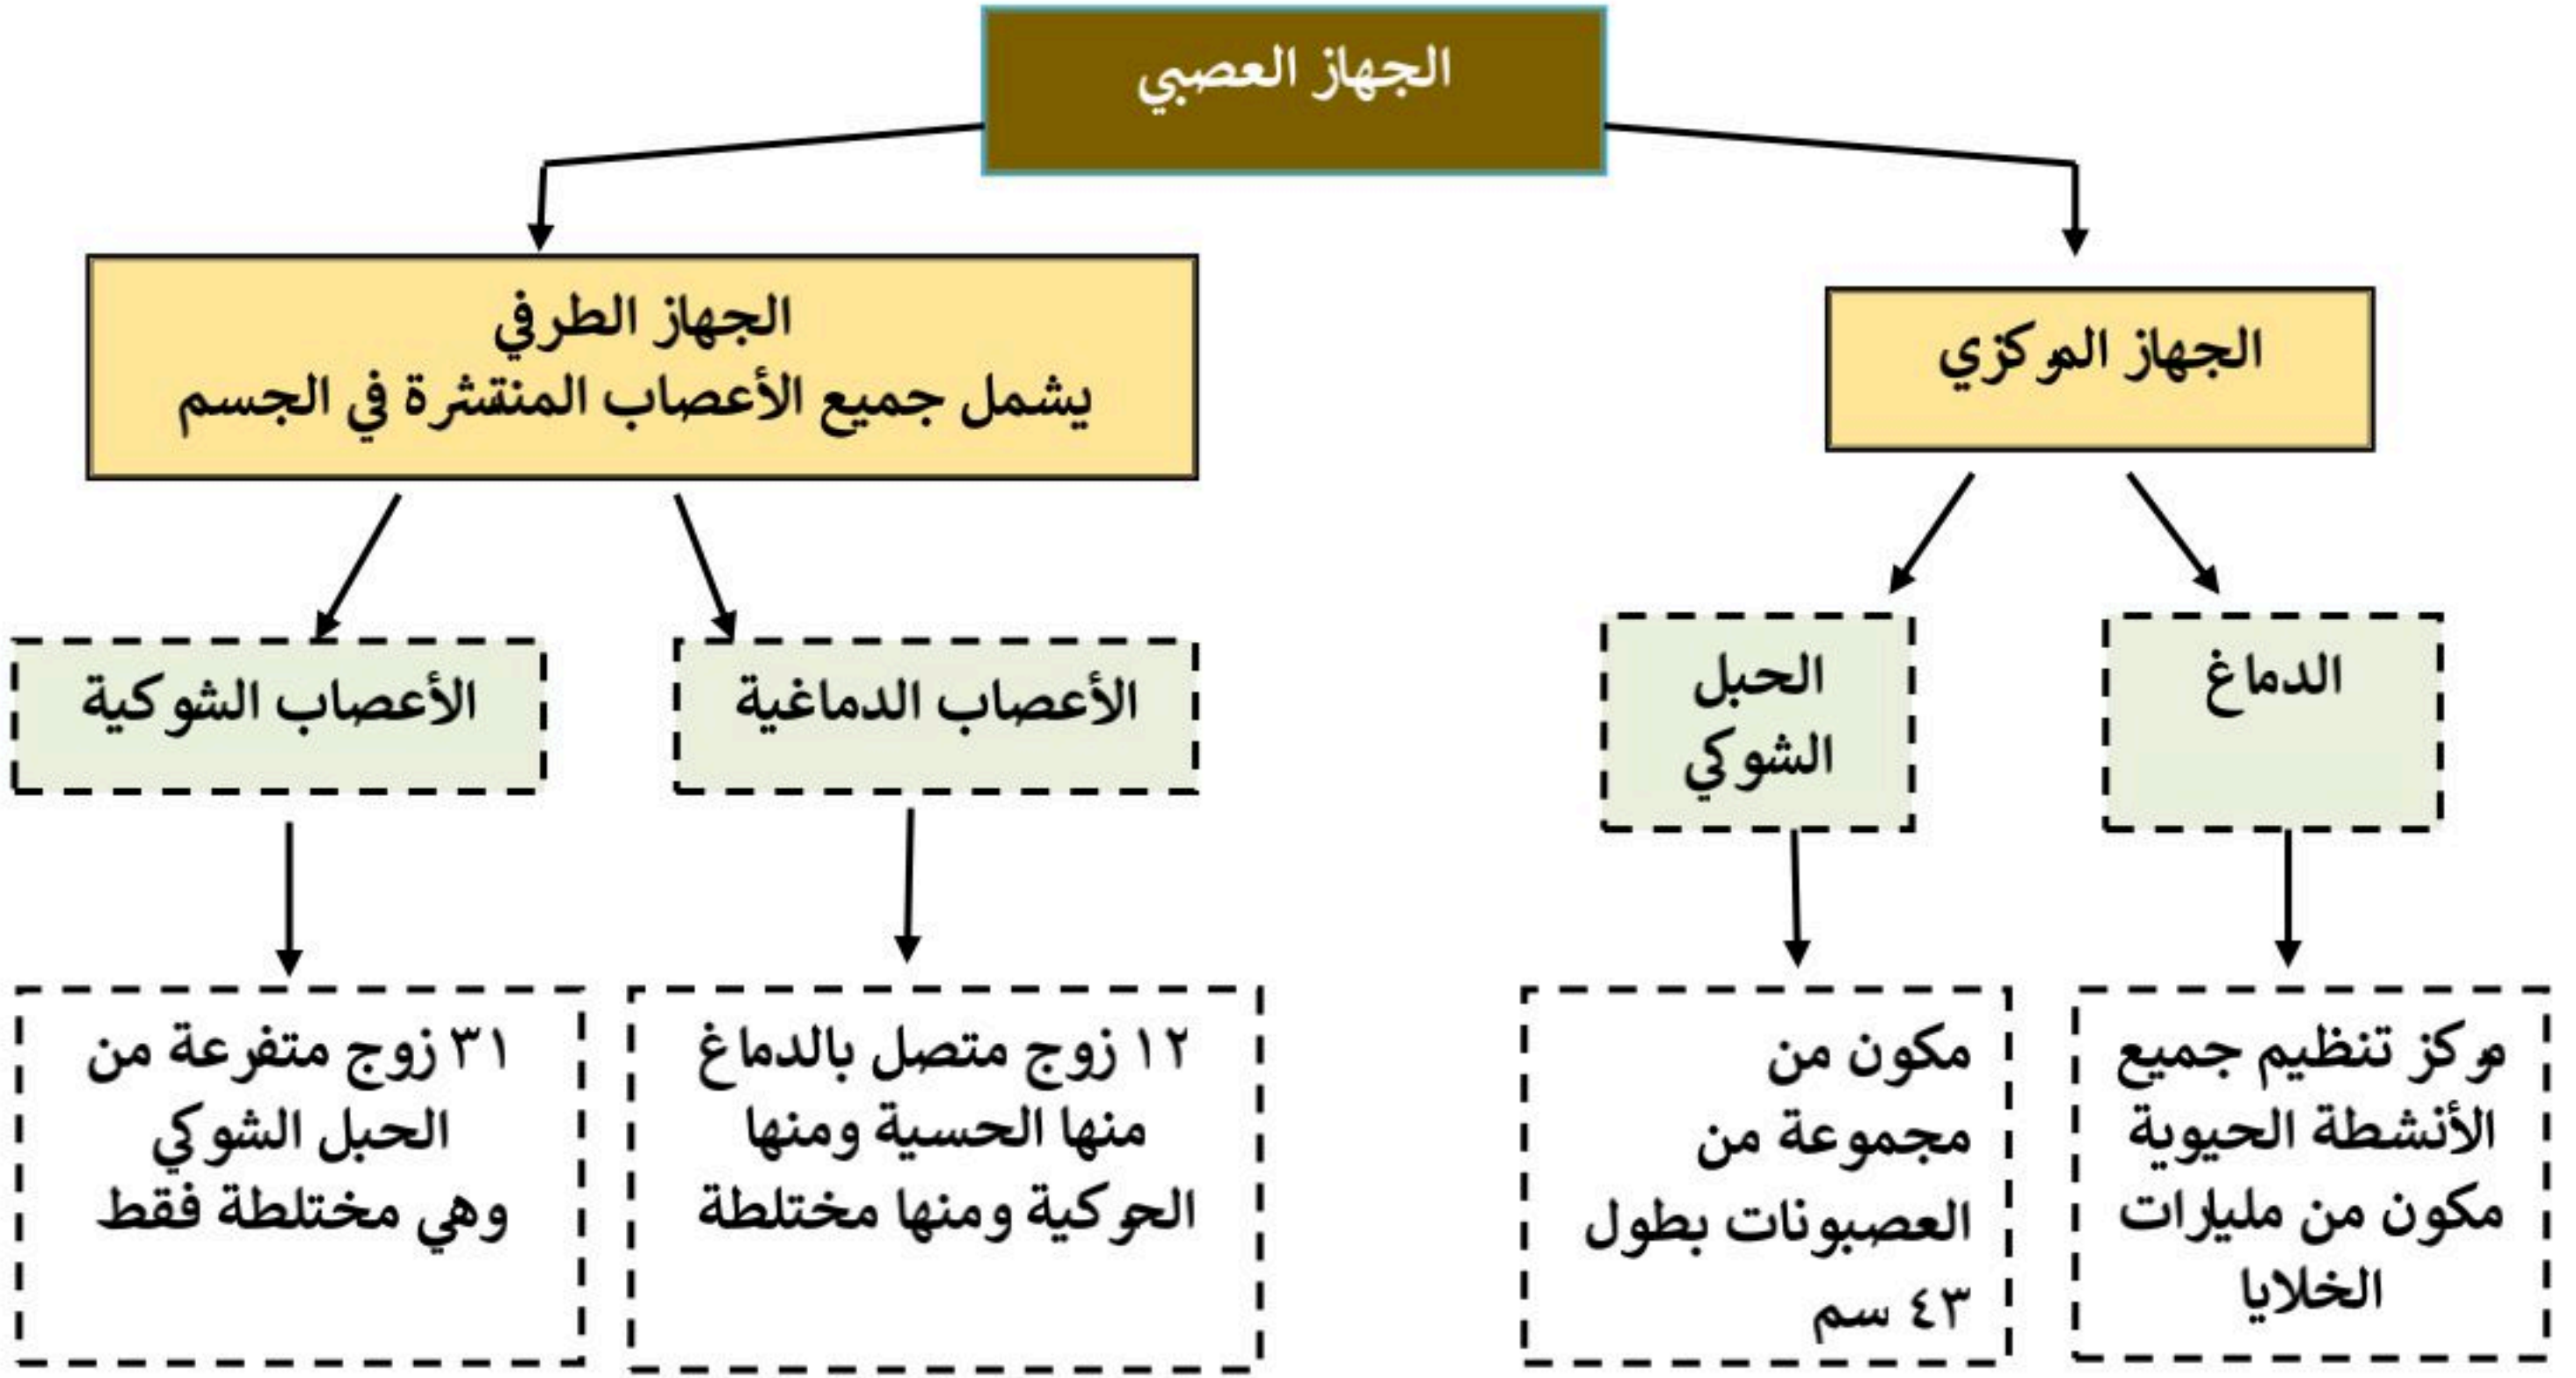 الجهاز العصبي
الجهاز المركزي
الجهاز الطرفي
يشمل جميع الأعصاب المنتشرة في الجسم
الدماغ
الحبل
الشوكي
الأعصاب الدماغية
الأعصاب الشوكية
مركز تنظيم جميع
الأنشطة الحيوية
مكون من مليارات
الخلايا
مكون من
مجموعة من
العصبونات بطول
٤٣ سم
١٢ زوج متصل بالدماغ
منها الحسية ومنها
الحركية ومنها مختلطة
٣١ زوج متفرعة من
الحبل الشوكي
وهي مختلطة فقط